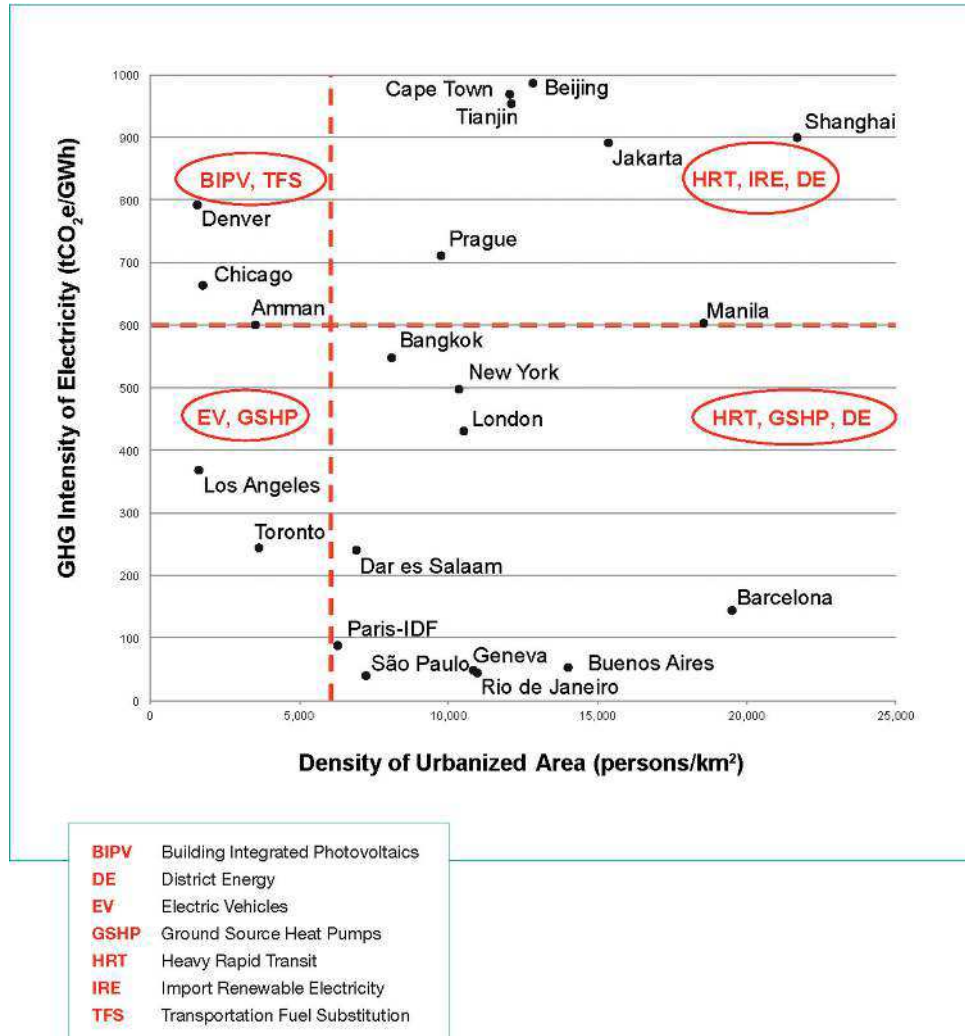 GHG Intensity of Electricity (tCO₂e/GWh)
1000
900
800
700
600
500
400
300
200
100
0
Cape Town
Beijing
Tianjin
Shanghai
Jakarta
BIPV, TFS
HRT, IRE, DE
Denver
Prague
Chicago
Amman
Manila
Bangkok
New York
EV, GSHP
HRT, GSHP, DE
London
Los Angeles
Toronto
Dar es Salaam
Barcelona
Paris-IDF
São Paulo
Geneva
Buenos Aires
Rio de Janeiro
0
5,000
10,000
15,000
20,000
25,000
Density of Urbanized Area (persons/km²)
BIPV Building Integrated Photovoltaics
DE District Energy
EV Electric Vehicles
GSHP Ground Source Heat Pumps
HRT Heavy Rapid Transit
IRE Import Renewable Electricity
TFS Transportation Fuel Substitution